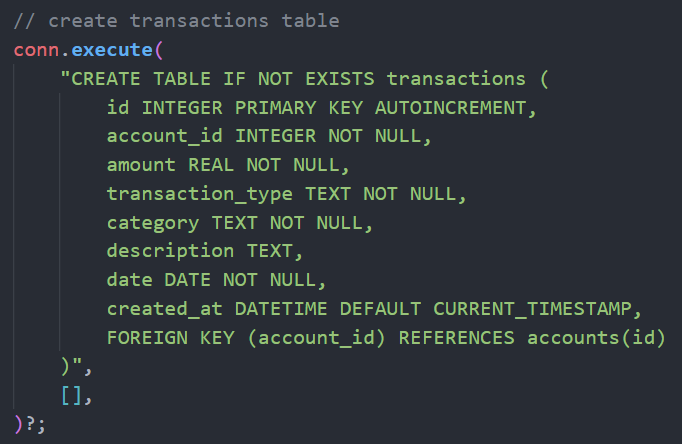 // create transactions table
conn.execute(
    "CREATE TABLE IF NOT EXISTS transactions (
        id INTEGER PRIMARY KEY AUTOINCREMENT,
        account_id INTEGER NOT NULL,
        amount REAL NOT NULL,
        transaction_type TEXT NOT NULL,
        category TEXT NOT NULL,
        description TEXT,
        date DATE NOT NULL,
        created_at DATETIME DEFAULT CURRENT_TIMESTAMP,
        FOREIGN KEY (account_id) REFERENCES accounts(id)
    )",
    [],
)?;